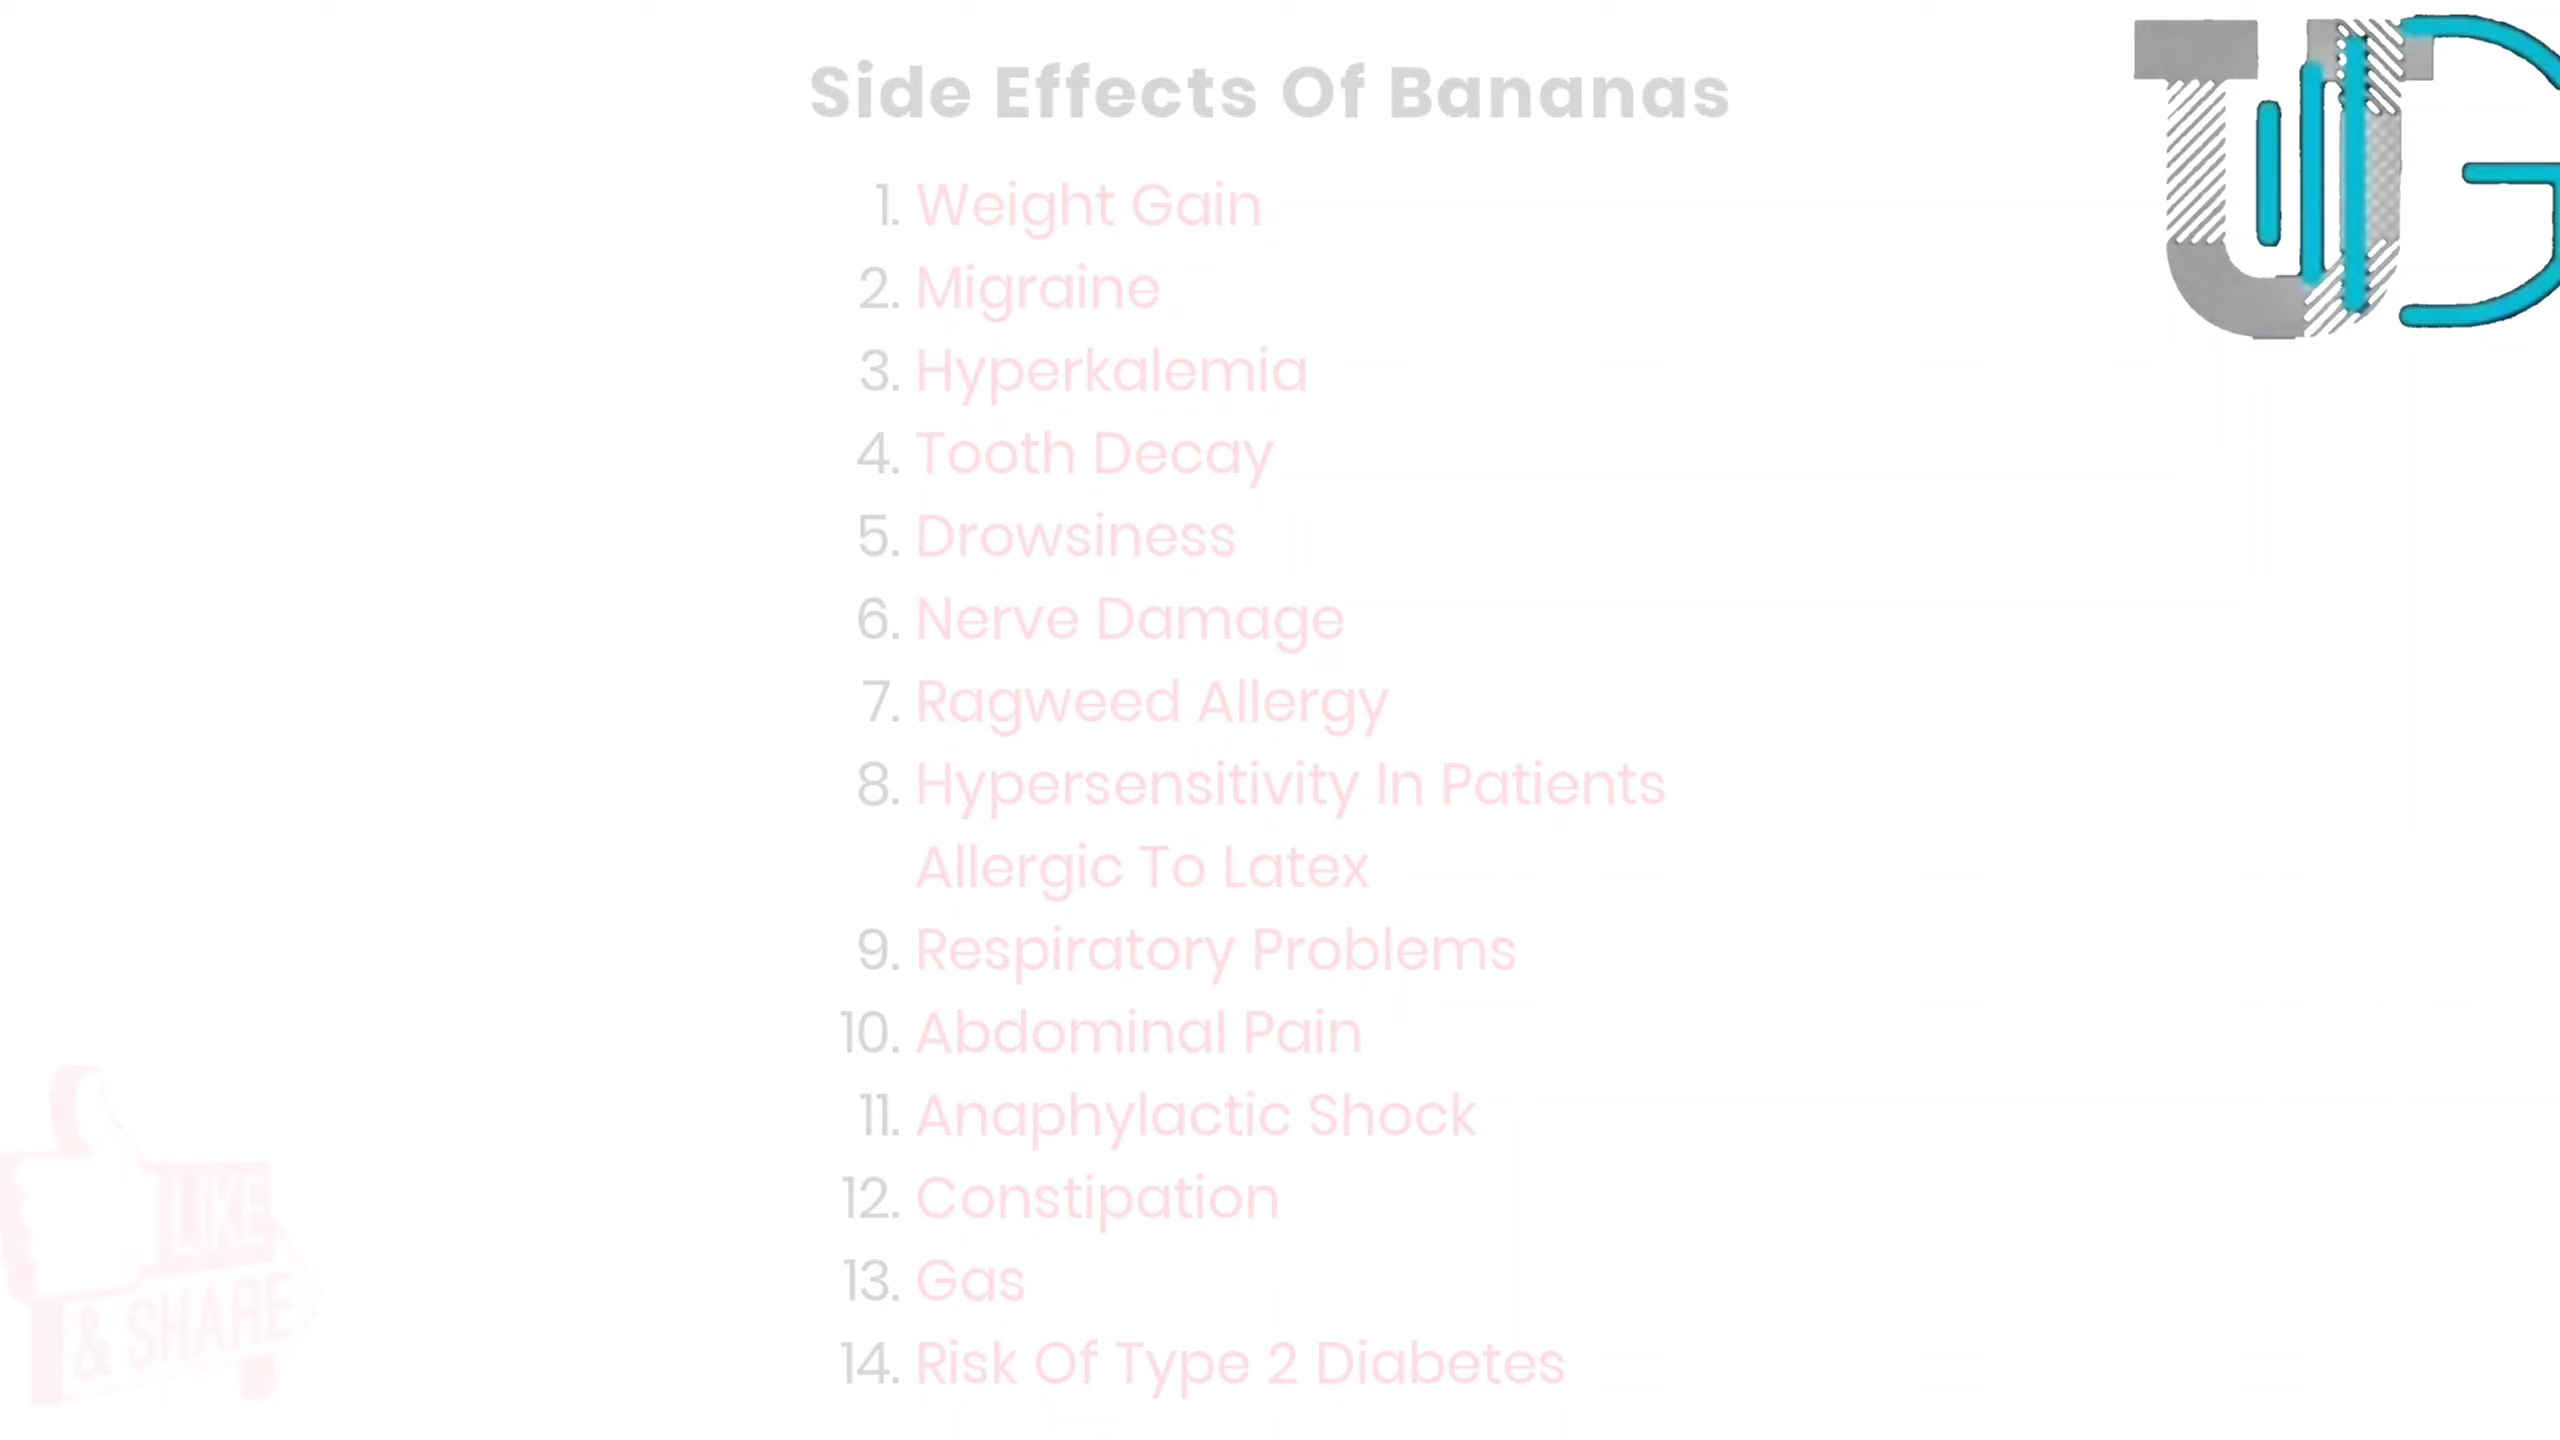 Side Effects Of Bananas
1. Weight Gain
2. Migraine
3. Hyperkalemia
4. Tooth Decay
5. Drowsiness
6. Nerve Damage
7. Ragweed Allergy
8. Hypersensitivity In Patients
Allergic To Latex
9. Respiratory Problems
10. Abdominal Pain
11. Anaphylactic Shock
12. Constipation
13. Gas
14. Risk Of Type 2 Diabetes
LIKE
& SHARE